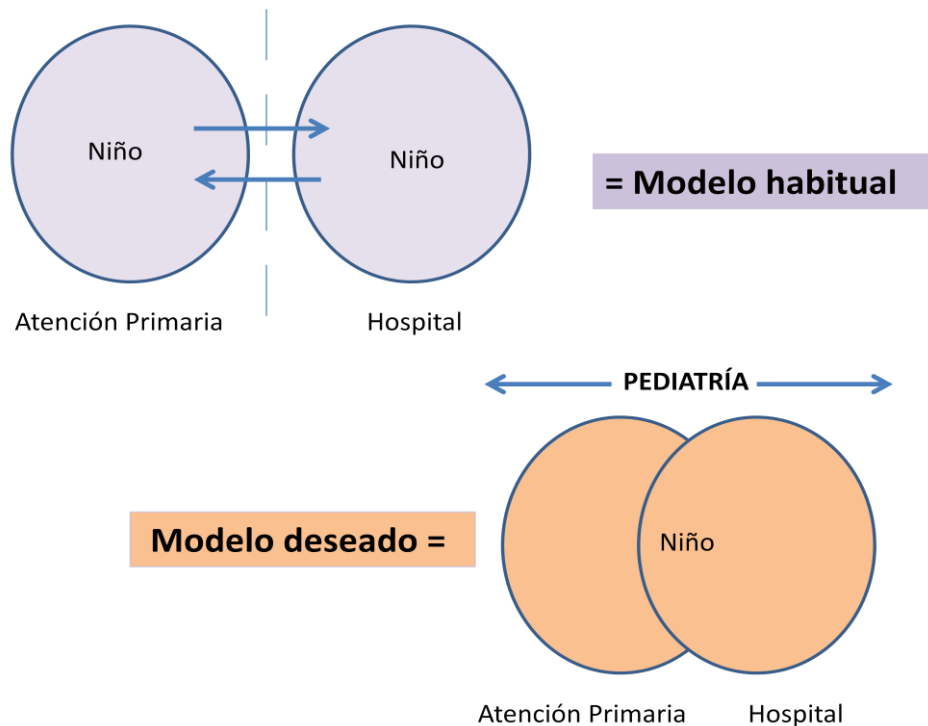 Niño
Niño
= Modelo habitual
Atención Primaria
Hospital
PEDIATRÍA
Modelo deseado =
Niño
Atención Primaria
Hospital